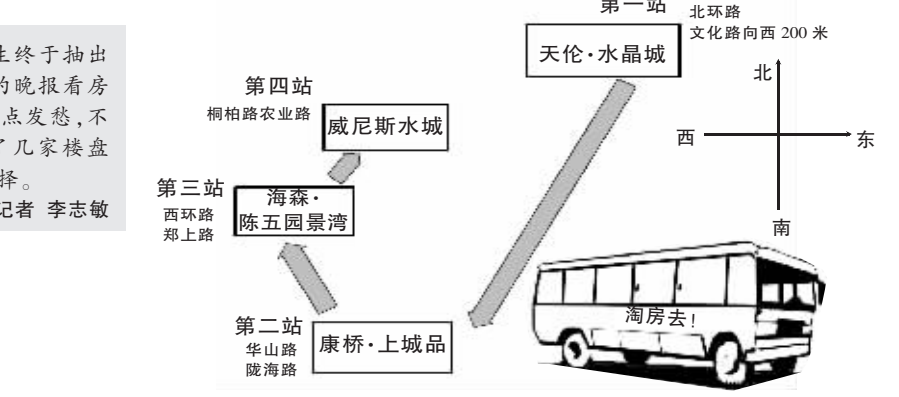 生终于抽出
的晚报看房
点发愁,不
了几家楼盘
择。
记者 李志敏
第一站
北环路
文化路向西 200 米
天伦·水晶城
第四站
桐柏路农业路
威尼斯水城
第三站
西环路
郑上路
海森·
陈五园景湾
第二站
华山路
陇海路
康桥·上城品
北
西
东
南
淘房去!